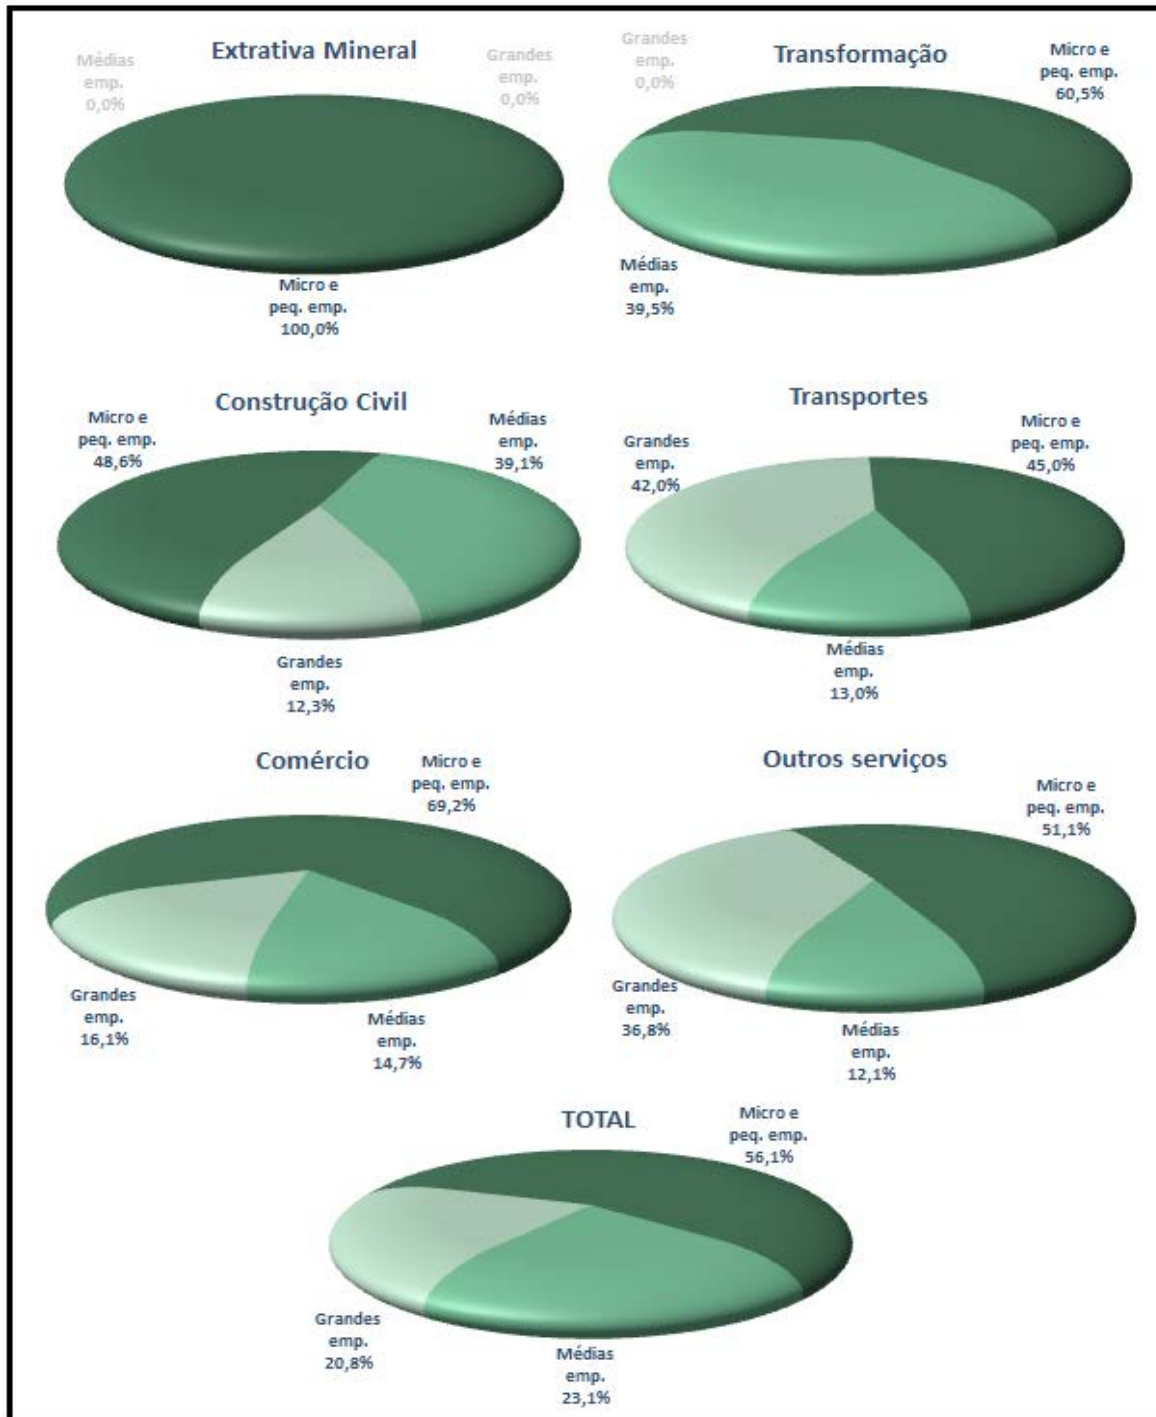 Extrativa Mineral
Médias
emp.
0,0%
Grandes
emp.
0,0%
Micro e
peq. emp.
100,0%
Transformação
Grandes
emp.
0,0%
Micro e
peq. emp.
60,5%
Médias
emp.
39,5%
Construção Civil
Micro e
peq. emp.
48,6%
Médias
emp.
39,1%
Grandes
emp.
12,3%
Transportes
Grandes
emp.
42,0%
Micro e
peq. emp.
45,0%
Médias
emp.
13,0%
Comércio
Micro e
peq. emp.
69,2%
Grandes
emp.
16,1%
Médias
emp.
14,7%
Outros serviços
Micro e
peq. emp.
51,1%
Grandes
emp.
36,8%
Médias
emp.
12,1%
TOTAL
Micro e
peq. emp.
56,1%
Grandes
emp.
20,8%
Médias
emp.
23,1%